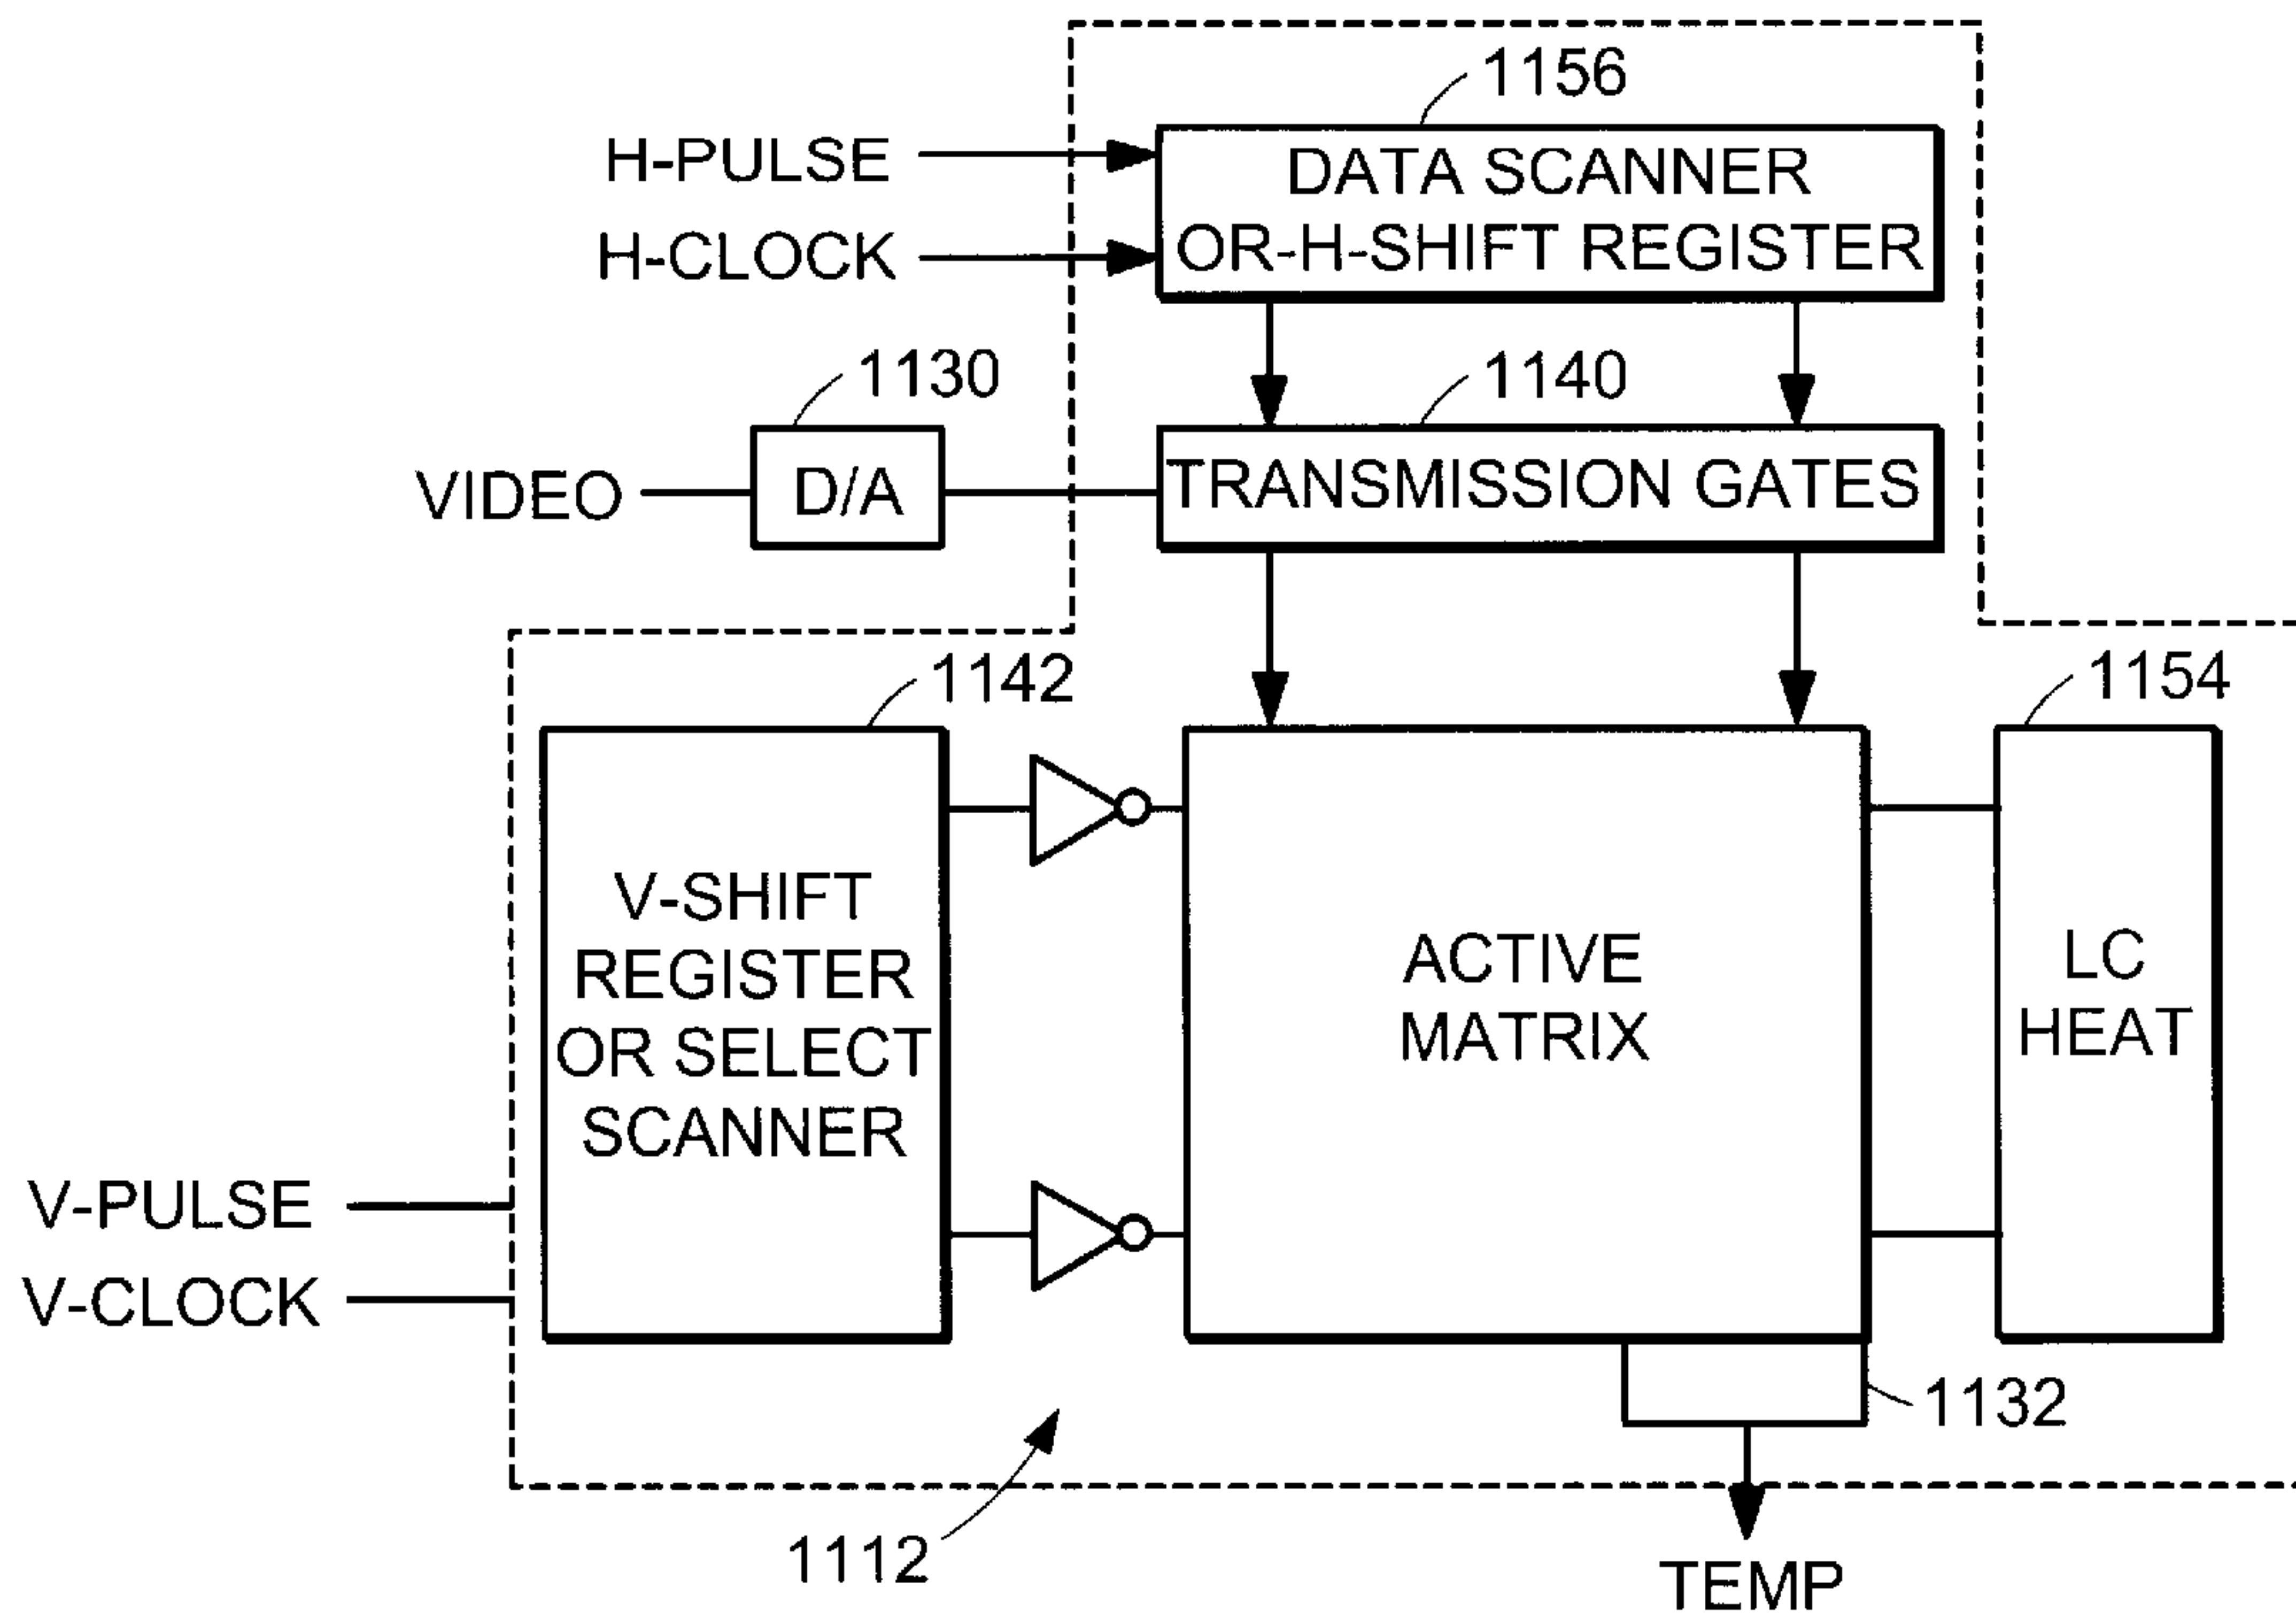 1156
H-PULSE
DATA SCANNER
H-CLOCK
OR-H-SHIFT REGISTER
1130
1140
VIDEO
D/A
TRANSMISSION GATES
1142
1154
V-SHIFT
REGISTER
OR SELECT
SCANNER
ACTIVE
MATRIX
LC
HEAT
V-PULSE
V-CLOCK
1132
1112
TEMP